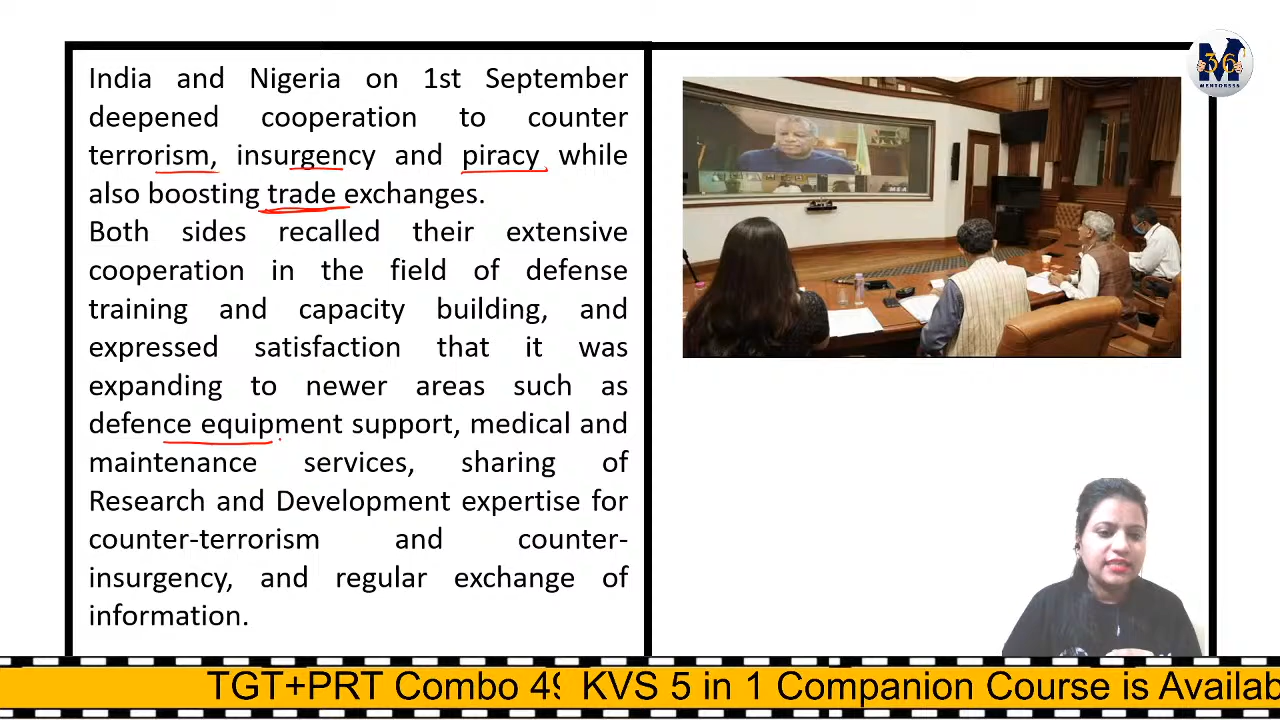 India and Nigeria on 1st September
deepened cooperation to counter
terrorism, insurgency and piracy while
also boosting trade exchanges.
Both sides recalled their extensive
cooperation in the field of defense
training and capacity building, and
expressed satisfaction that it was
expanding to newer areas such as
defence equipment support, medical and
maintenance services, sharing of
Research and Development expertise for
counter-terrorism and counter-
insurgency, and regular exchange of
information.
36
MENTORS36
MEA
TGT+PRT Combo 49 KVS 5 in 1 Companion Course is Availab